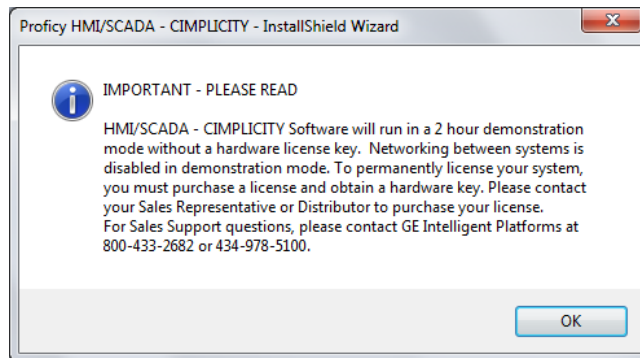 Proficy HMI/SCADA - CIMPLICITY - InstallShield Wizard
IMPORTANT - PLEASE READ
HMI/SCADA - CIMPLICITY Software will run in a 2 hour demonstration
mode without a hardware license key.  Networking between systems is
disabled in demonstration mode. To permanently license your system,
you must purchase a license and obtain a hardware key. Please contact
your Sales Representative or Distributor to purchase your license.
For Sales Support questions, please contact GE Intelligent Platforms at
800-433-2682 or 434-978-5100.
OK